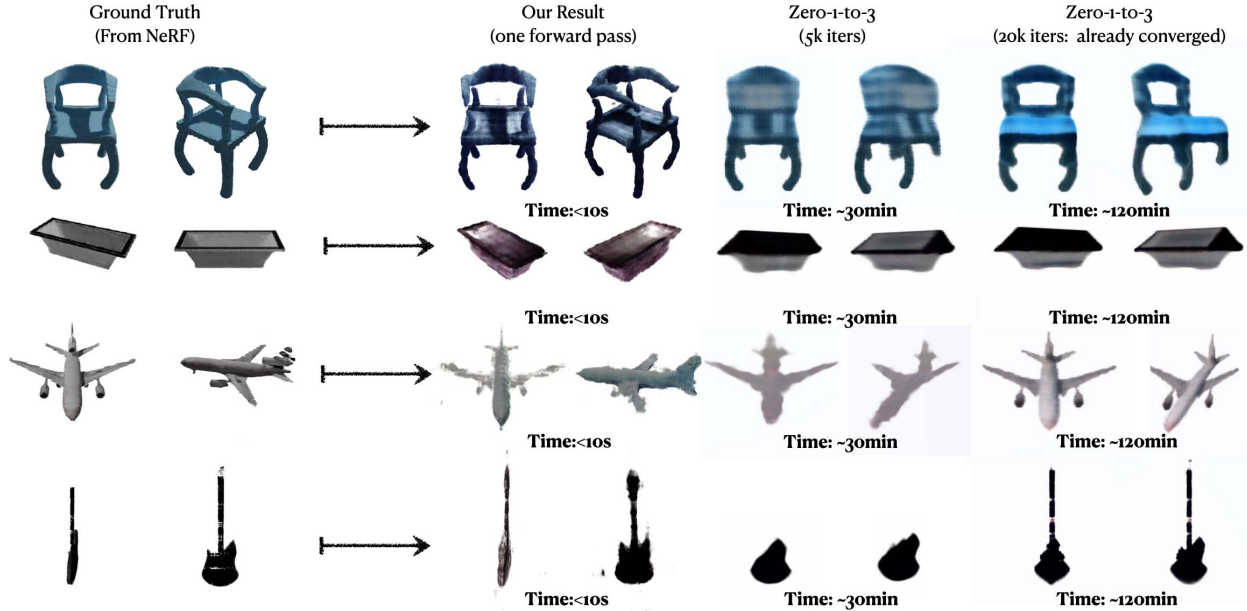 Ground Truth
(From NeRF)
Our Result
(one forward pass)
Zero-1-to-3
(5k iters)
Zero-1-to-3
(20k iters: already converged)
Time:<10s
Time: ~30min
Time: ~120min
Time:<10s
Time: ~30min
Time: ~120min
Time:<10s
Time: ~30min
Time: ~120min
Time:<10s
Time: ~30min
Time: ~120min